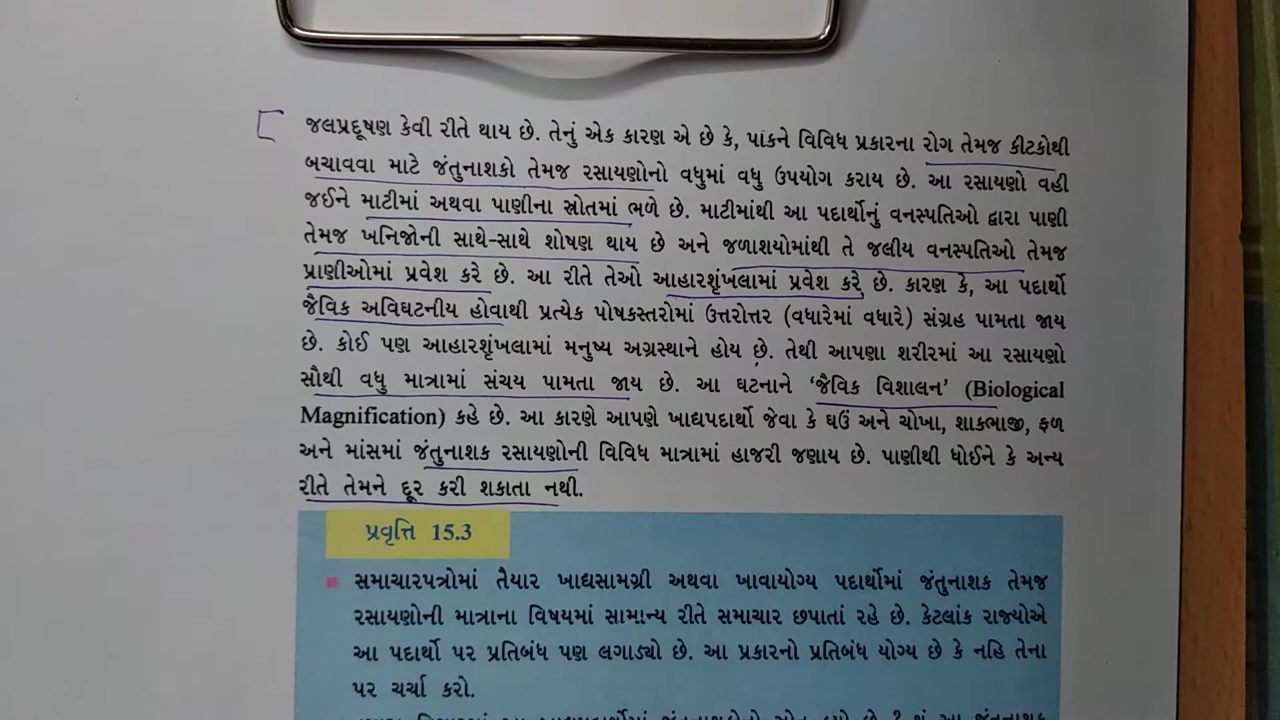 જલપ્રદૂષણ કેવી રીતે થાય છે. તેનું એક કારણ એ છે કે, પાકને વિવિધ પ્રકારના રોગ તેમજ કીટકોથી
બચાવવા માટે જંતુનાશકો તેમજ રસાયણોનો વધુમાં વધુ ઉપયોગ કરાય છે. આ રસાયણો વહી
જઈને માટીમાં અથવા પાણીના સ્રોતમાં ભળે છે. માટીમાંથી આ પદાર્થોનું વનસ્પતિઓ દ્વારા પાણી
તેમજ ખનિજોની સાથે-સાથે શોષણ થાય છે અને જળાશયોમાંથી તે જલીય વનસ્પતિઓ તેમજ
પ્રાણીઓમાં પ્રવેશ કરે છે. આ રીતે તેઓ આહારશૃંખલામાં પ્રવેશ કરે છે. કારણ કે, આ પદાર્થો
જૈવિક અવિઘટનીય હોવાથી પ્રત્યેક પોષકસ્તરોમાં ઉત્તરોત્તર (વધારેમાં વધારે) સંગ્રહ પામતા જાય
છે. કોઈ પણ આહારશૃંખલામાં મનુષ્ય અગ્રસ્થાને હોય છે. તેથી આપણા શરીરમાં આ રસાયણો
સૌથી વધુ માત્રામાં સંચય પામતા જાય છે. આ ઘટનાને ‘જૈવિક વિશાલન’ (Biological
Magnification) કહે છે. આ કારણે આપણે ખાદ્યપદાર્થો જેવા કે ઘઉં અને ચોખા, શાકભાજી, ફળ
અને માંસમાં જંતુનાશક રસાયણોની વિવિધ માત્રામાં હાજરી જણાય છે. પાણીથી ધોઈને કે અન્ય
રીતે તેમને દૂર કરી શકાતા નથી.
પ્રવૃત્તિ 15.3
સમાચારપત્રોમાં તૈયાર ખાદ્યસામગ્રી અથવા ખાવાયોગ્ય પદાર્થોમાં જંતુનાશક તેમજ
રસાયણોની માત્રાના વિષયમાં સામાન્ય રીતે સમાચાર છપાતાં રહે છે. કેટલાંક રાજ્યોએ
આ પદાર્થો પર પ્રતિબંધ પણ લગાડ્યો છે. આ પ્રકારનો પ્રતિબંધ યોગ્ય છે કે નહિ તેના
પર ચર્ચા કરો.